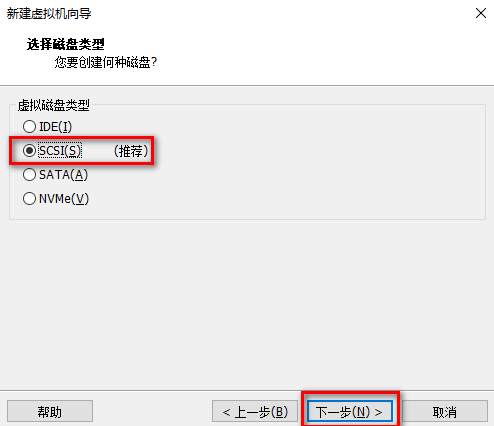 新建虚拟机向导
选择磁盘类型
您要创建何种磁盘?
虚拟磁盘类型
IDE(I)
SCSI(S) (推荐)
SATA(A)
NVMe(V)
帮助 < 上一步(B) 下一步(N) > 取消